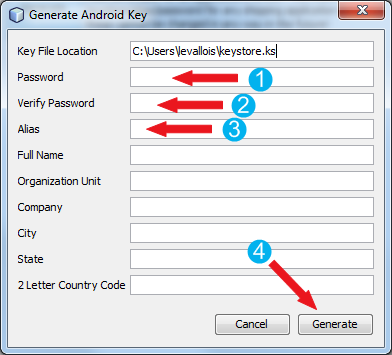 Generate Android Key
Key File Location C:\Users\levallois\keystore.ks
Password 1
Verify Password 2
Alias 3
Full Name
Organization Unit
Company
City
4
State
2 Letter Country Code
Cancel Generate